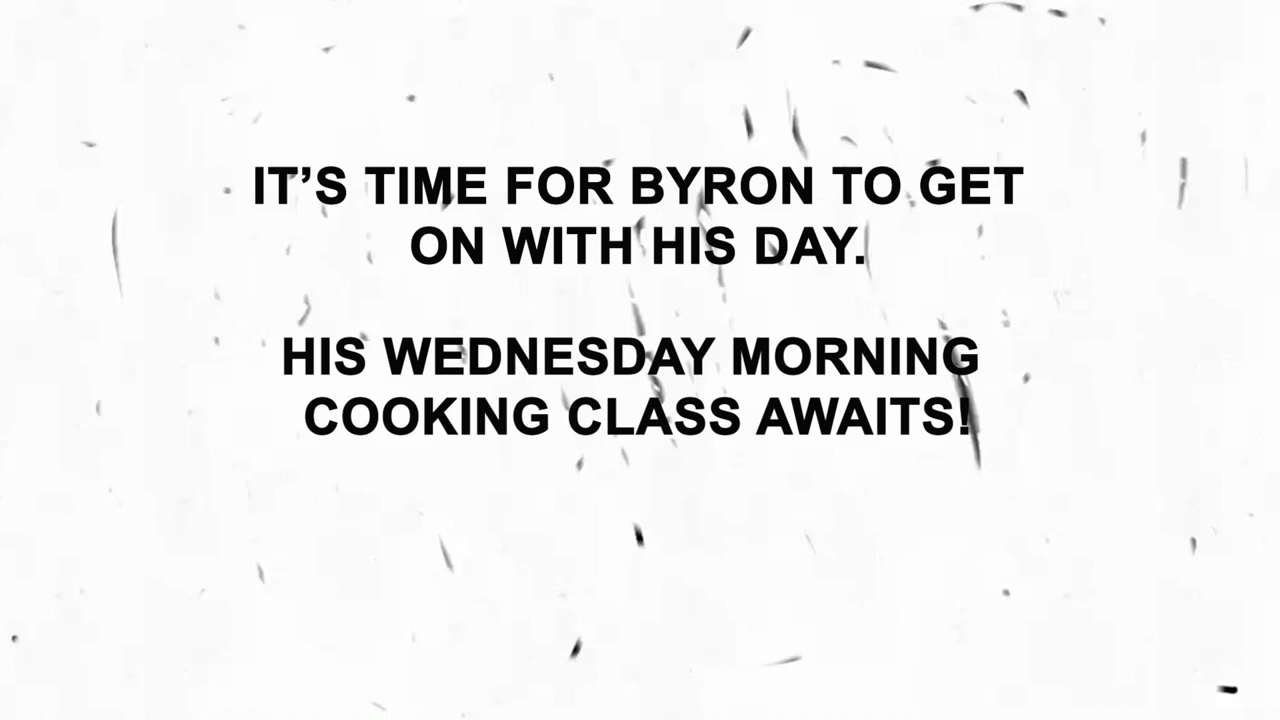 IT’S TIME FOR BYRON TO GET
ON WITH HIS DAY.
HIS WEDNESDAY MORNING
COOKING CLASS AWAITS!